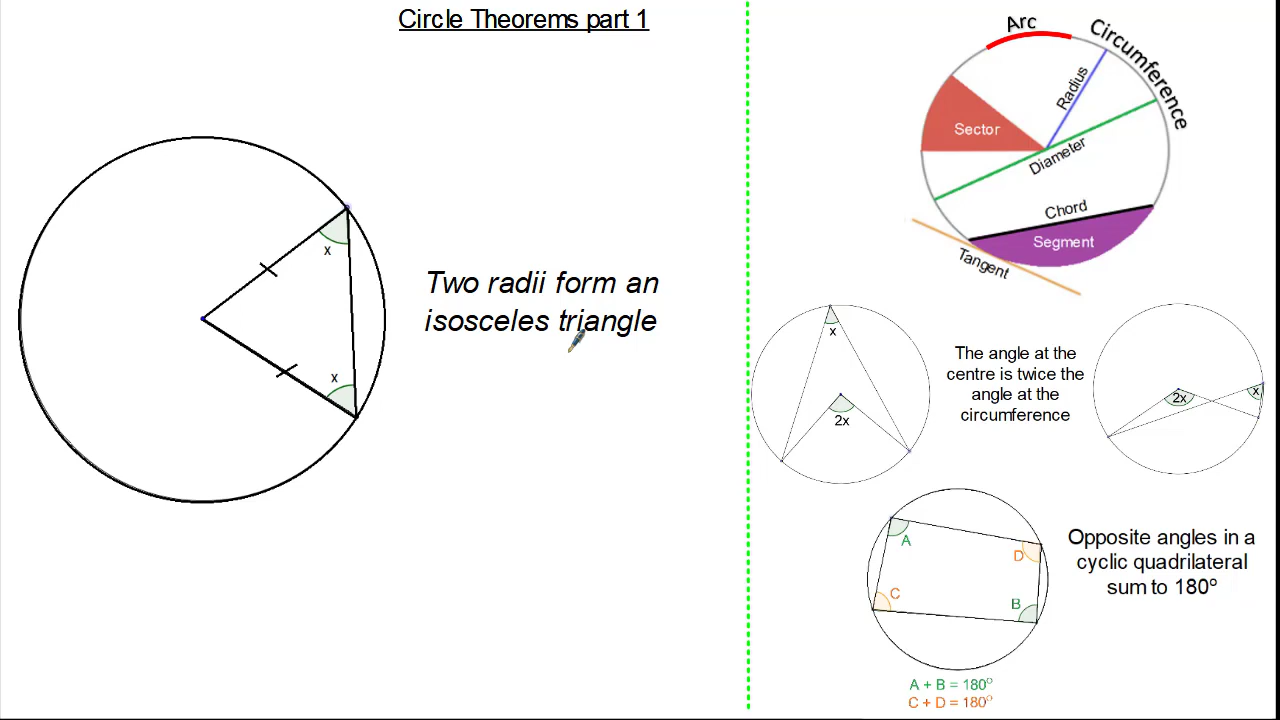 Circle Theorems part 1
x
x
Two radii form an
isosceles triangle
Arc
Circumference
Radius
Sector
Diameter
Chord
Segment
Tangent
x
2x
The angle at the
centre is twice the
angle at the
circumference
2x
x
A
D
C
B
Opposite angles in a
cyclic quadrilateral
sum to 180°
A + B = 180°
C + D = 180°